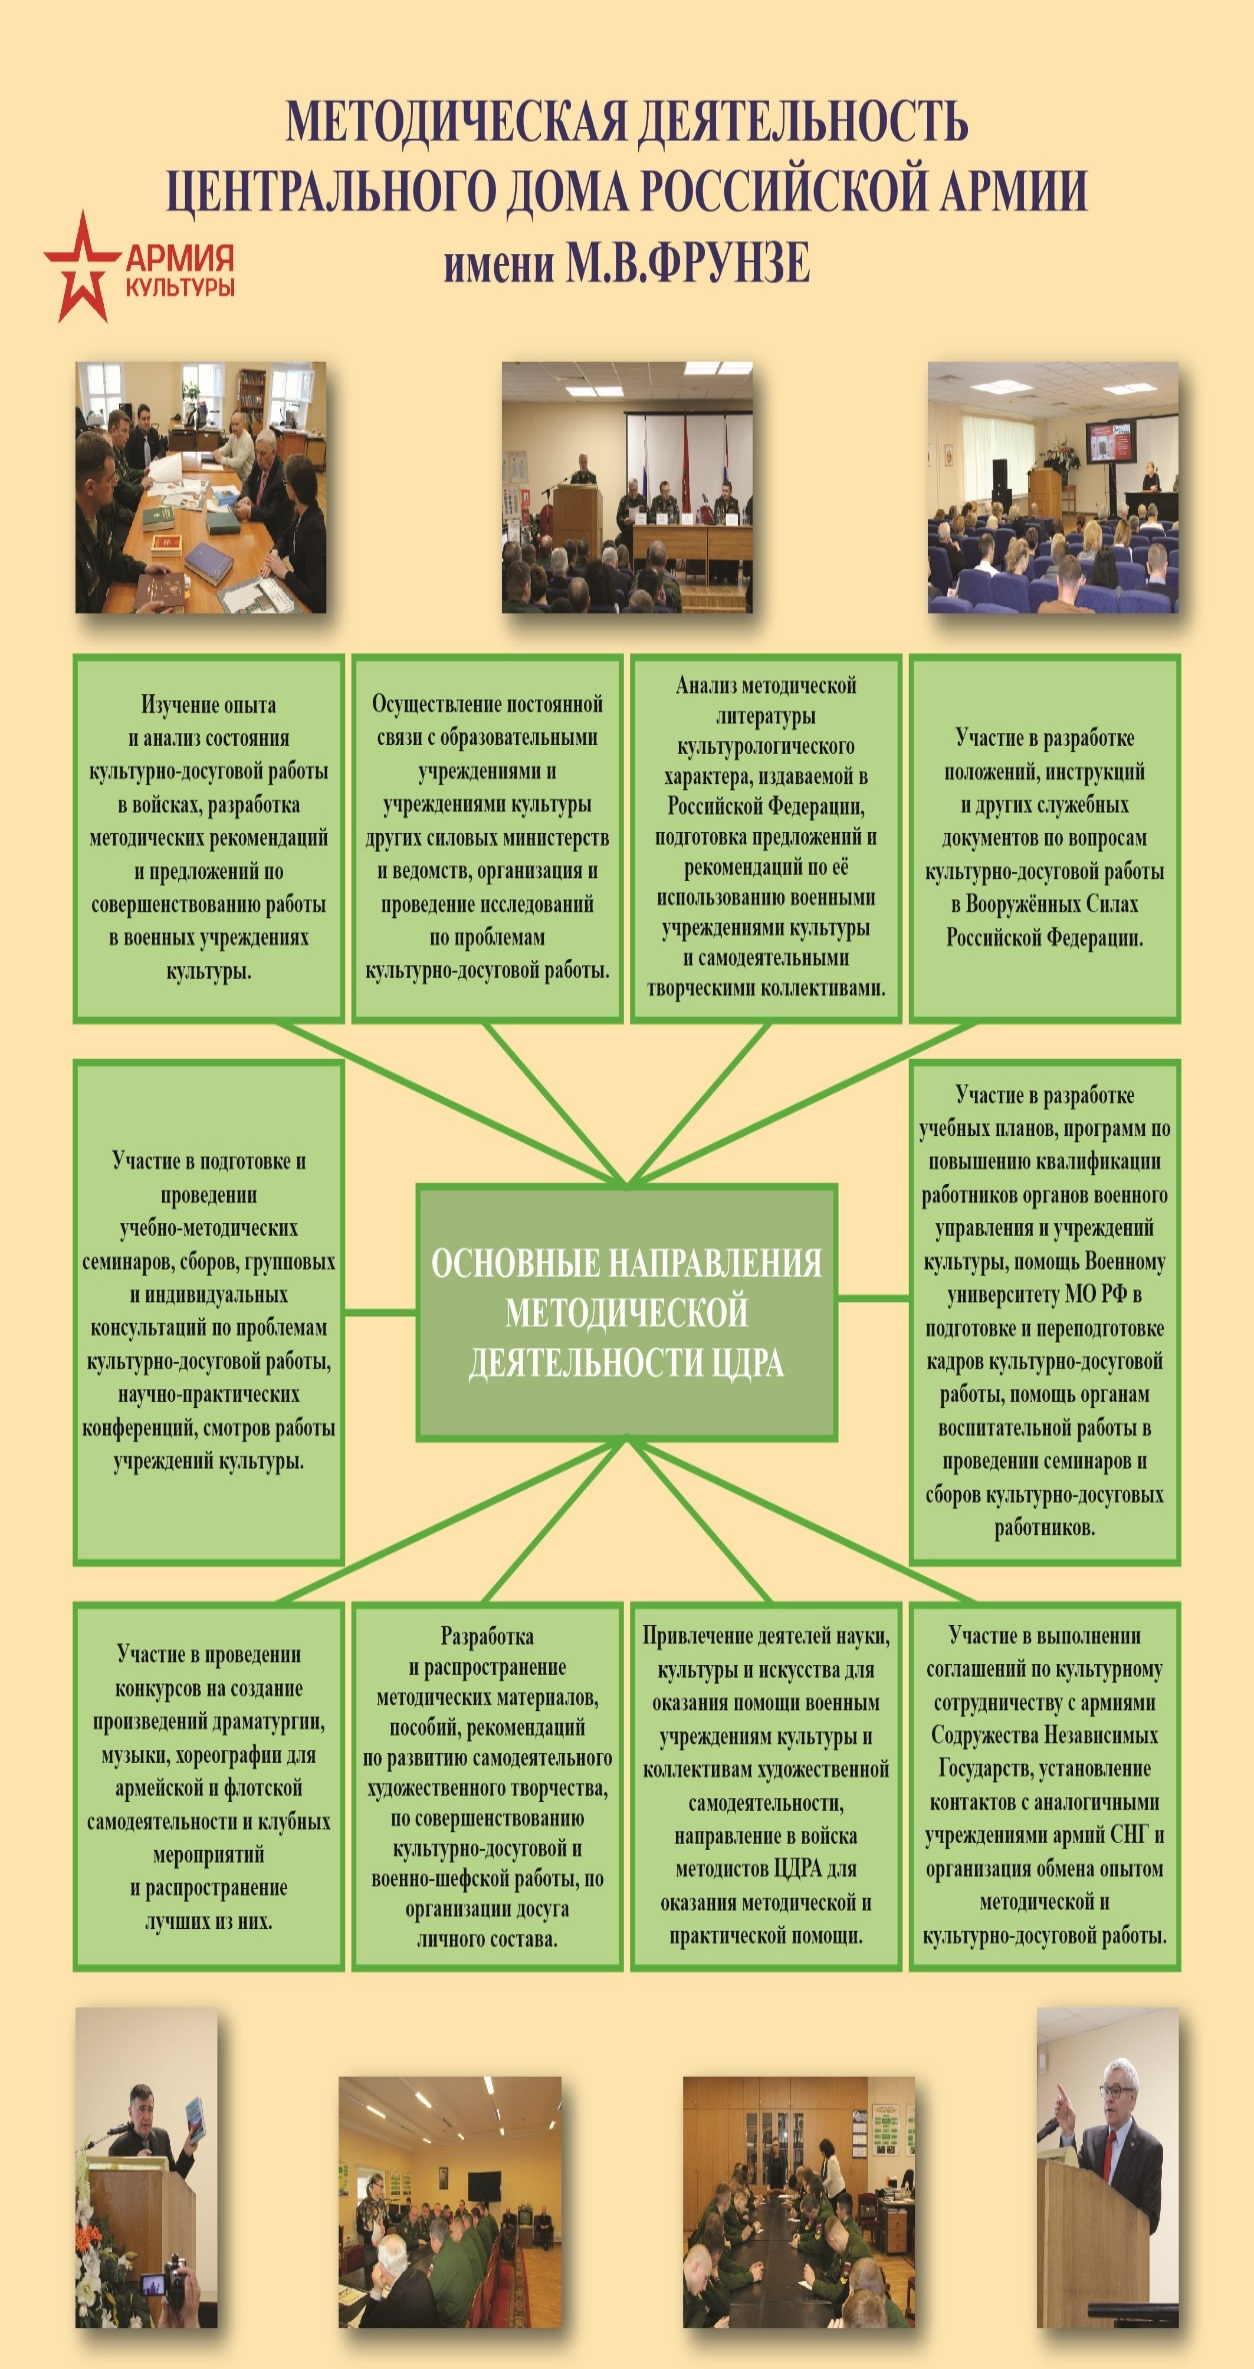 МЕТОДИЧЕСКАЯ ДЕЯТЕЛЬНОСТЬ
ЦЕНТРАЛЬНОГО ДОМА РОССИЙСКОЙ АРМИИ
имени М.В.ФРУНЗЕ
АРМИЯ
КУЛЬТУРЫ
Изучение опыта
и анализ состояния
культурно-досуговой работы
в войсках, разработка
методических рекомендаций
и предложений по
совершенствованию работы
в военных учреждениях
культуры.
Осуществление постоянной
связи с образовательными
учреждениями и
учреждениями культуры
других силовых министерств
и ведомств, организация и
проведение исследований
по проблемам
культурно-досуговой работы.
Анализ методической
литературы
культурологического
характера, издаваемой в
Российской Федерации,
подготовка предложений и
рекомендаций по её
использованию военными
учреждениями культуры
и самодеятельными
творческими коллективами.
Участие в разработке
положений, инструкций
и других служебных
документов по вопросам
культурно-досуговой работы
в Вооружённых Силах
Российской Федерации.
Участие в подготовке и
проведении
учебно-методических
семинаров, сборов, групповых
и индивидуальных
консультаций по проблемам
культурно-досуговой работы,
научно-практических
конференций, смотров работы
учреждений культуры.
ОСНОВНЫЕ НАПРАВЛЕНИЯ
МЕТОДИЧЕСКОЙ
ДЕЯТЕЛЬНОСТИ ЦДРА
Участие в разработке
учебных планов, программ по
повышению квалификации
работников органов военного
управления и учреждений
культуры, помощь Военному
университету МО РФ в
подготовке и переподготовке
кадров культурно-досуговой
работы, помощь органам
воспитательной работы в
проведении семинаров и
сборов культурно-досуговых
работников.
Участие в проведении
конкурсов на создание
произведений драматургии,
музыки, хореографии для
армейской и флотской
самодеятельности и клубных
мероприятий
и распространение
лучших из них.
Разработка
и распространение
методических материалов,
пособий, рекомендаций
по развитию самодеятельного
художественного творчества,
по совершенствованию
культурно-досуговой и
военно-шефской работы, по
организации досуга
личного состава.
Привлечение деятелей науки,
культуры и искусства для
оказания помощи военным
учреждениям культуры и
коллективам художественной
самодеятельности,
направление в войска
методистов ЦДРА для
оказания методической и
практической помощи.
Участие в выполнении
соглашений по культурному
сотрудничеству с армиями
Содружества Независимых
Государств, установление
контактов с аналогичными
учреждениями армий СНГ и
организация обмена опытом
методической и
культурно-досуговой работы.